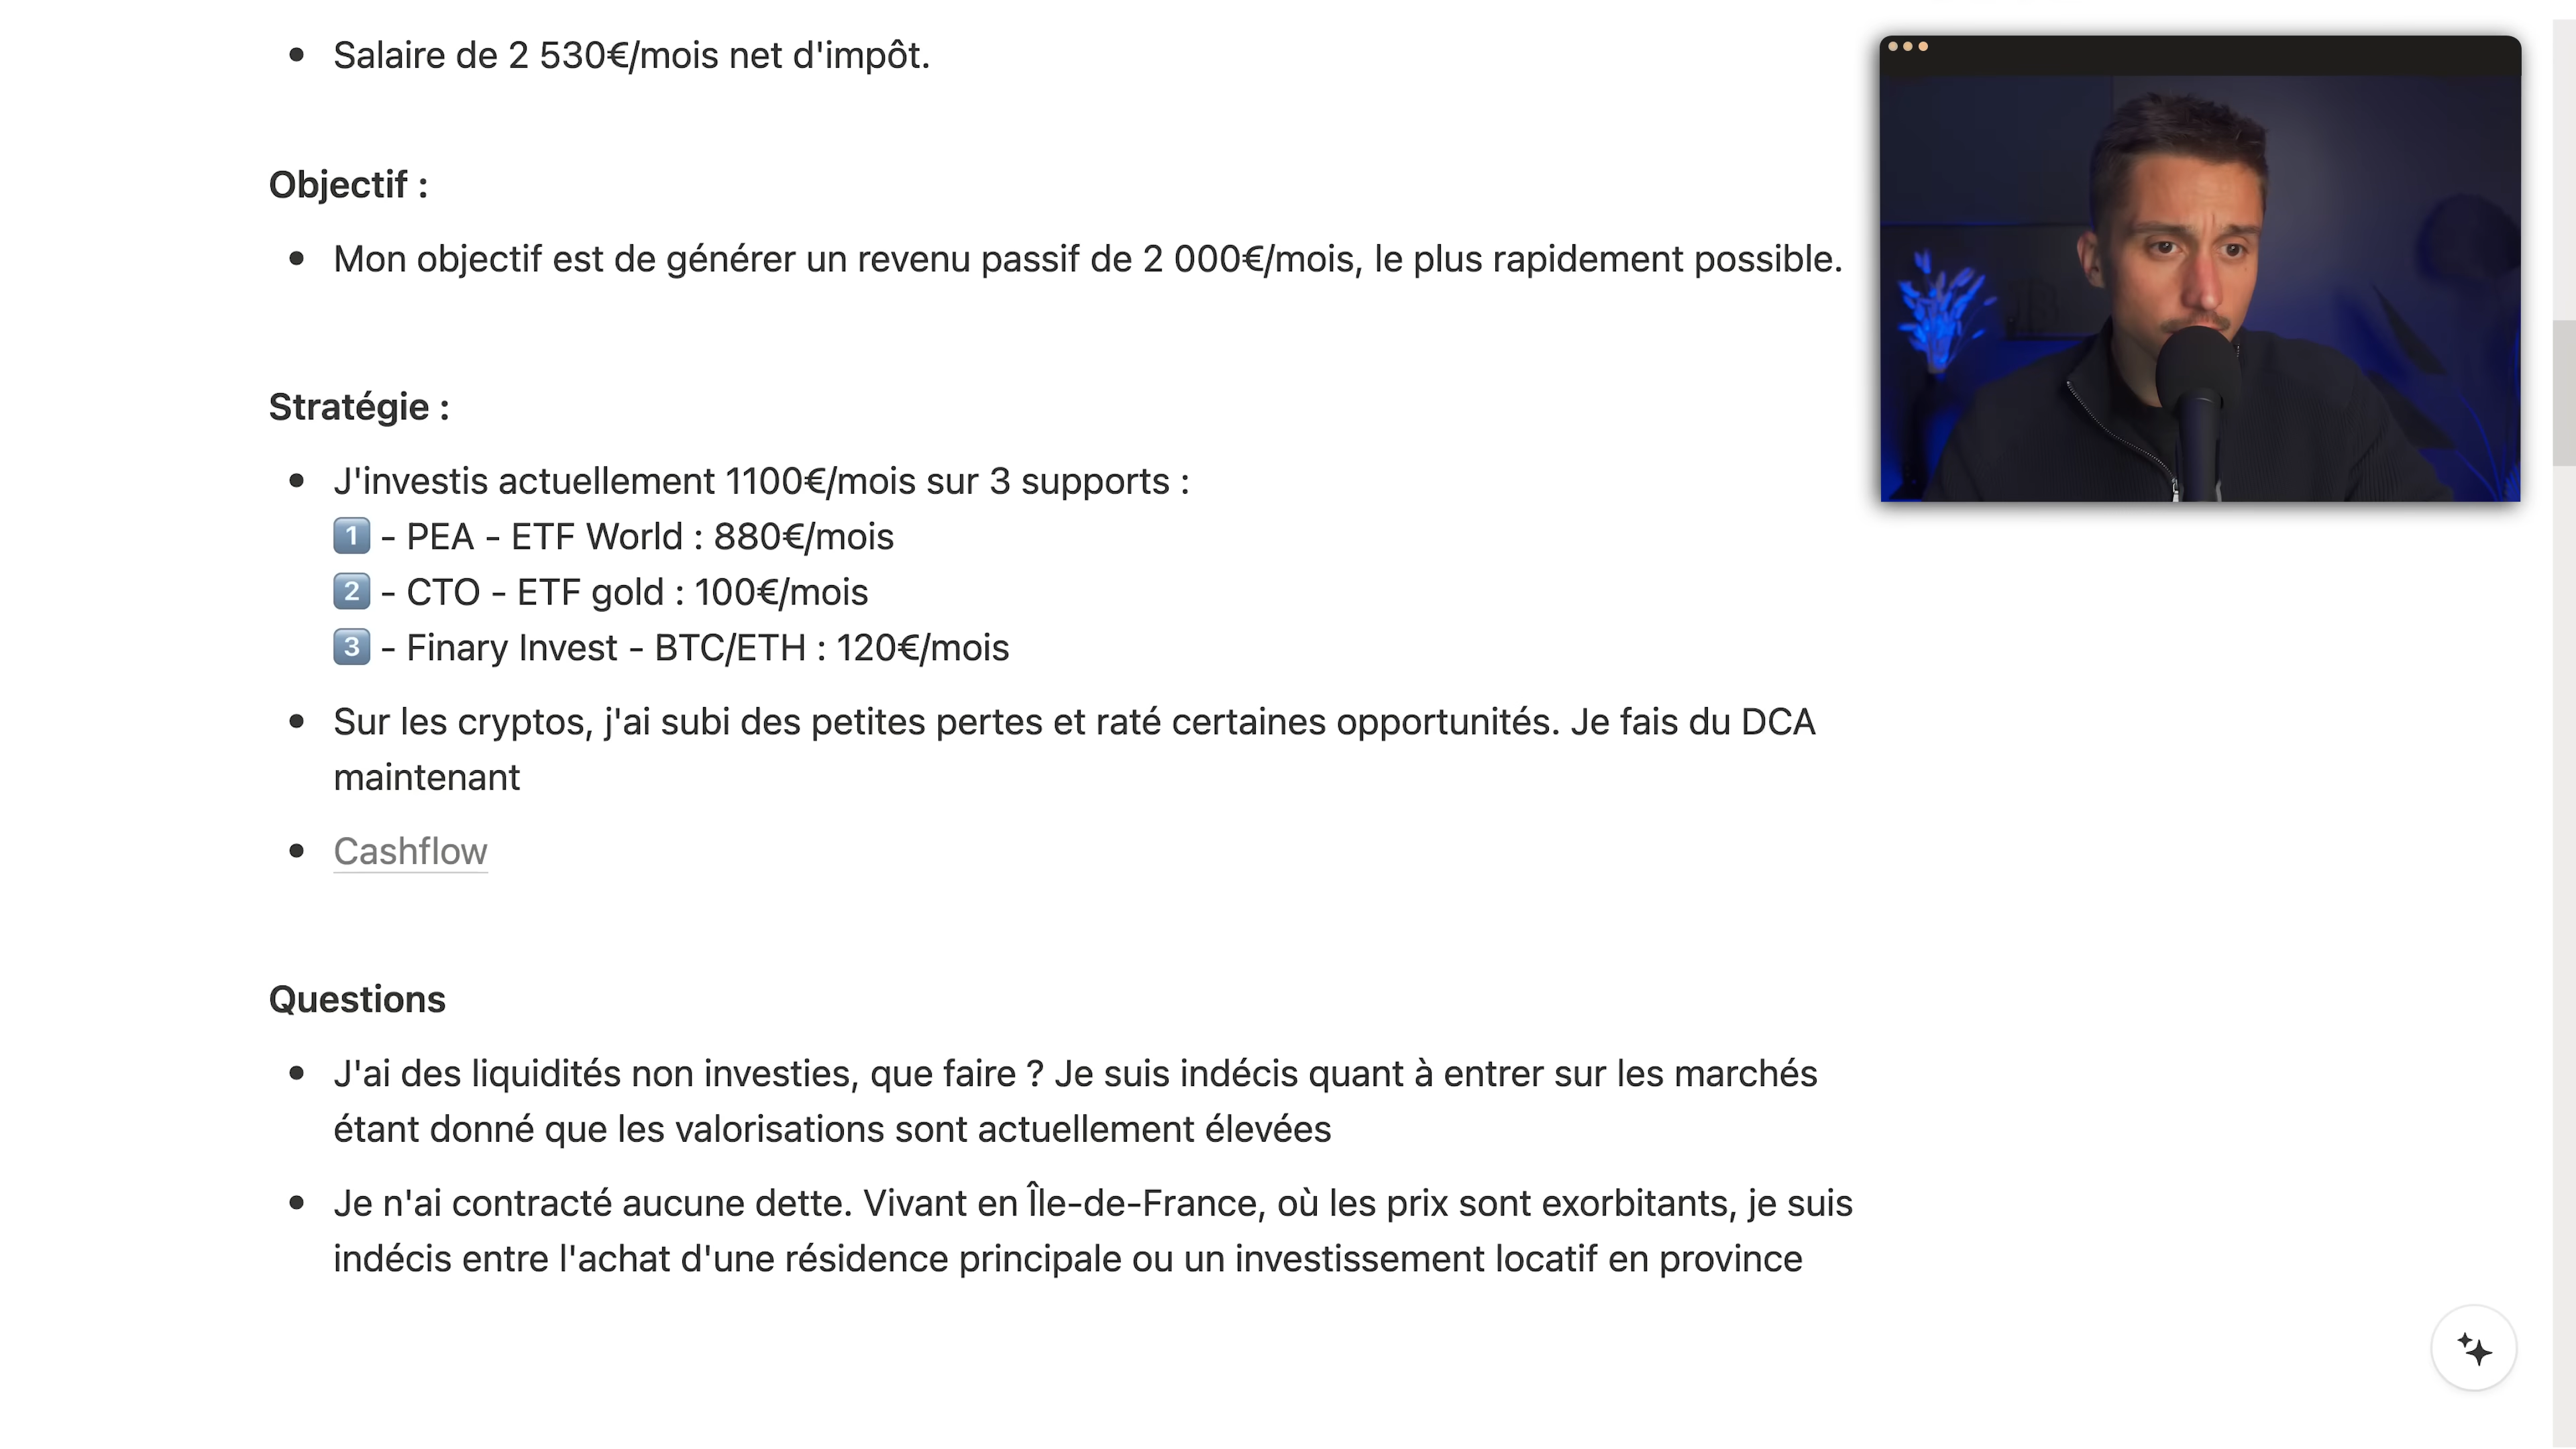 Salaire de 2 530€/mois net d'impôt.
Objectif :
Mon objectif est de générer un revenu passif de 2 000€/mois, le plus rapidement possible.
Stratégie :
J'investis actuellement 1100€/mois sur 3 supports :
1 - PEA - ETF World : 880€/mois
2 - CTO - ETF gold : 100€/mois
3 - Finary Invest - BTC/ETH : 120€/mois
Sur les cryptos, j'ai subi des petites pertes et raté certaines opportunités. Je fais du DCA
maintenant
Cashflow
Questions
J'ai des liquidités non investies, que faire ? Je suis indécis quant à entrer sur les marchés
étant donné que les valorisations sont actuellement élevées
Je n'ai contracté aucune dette. Vivant en Île-de-France, où les prix sont exorbitants, je suis
indécis entre l'achat d'une résidence principale ou un investissement locatif en province